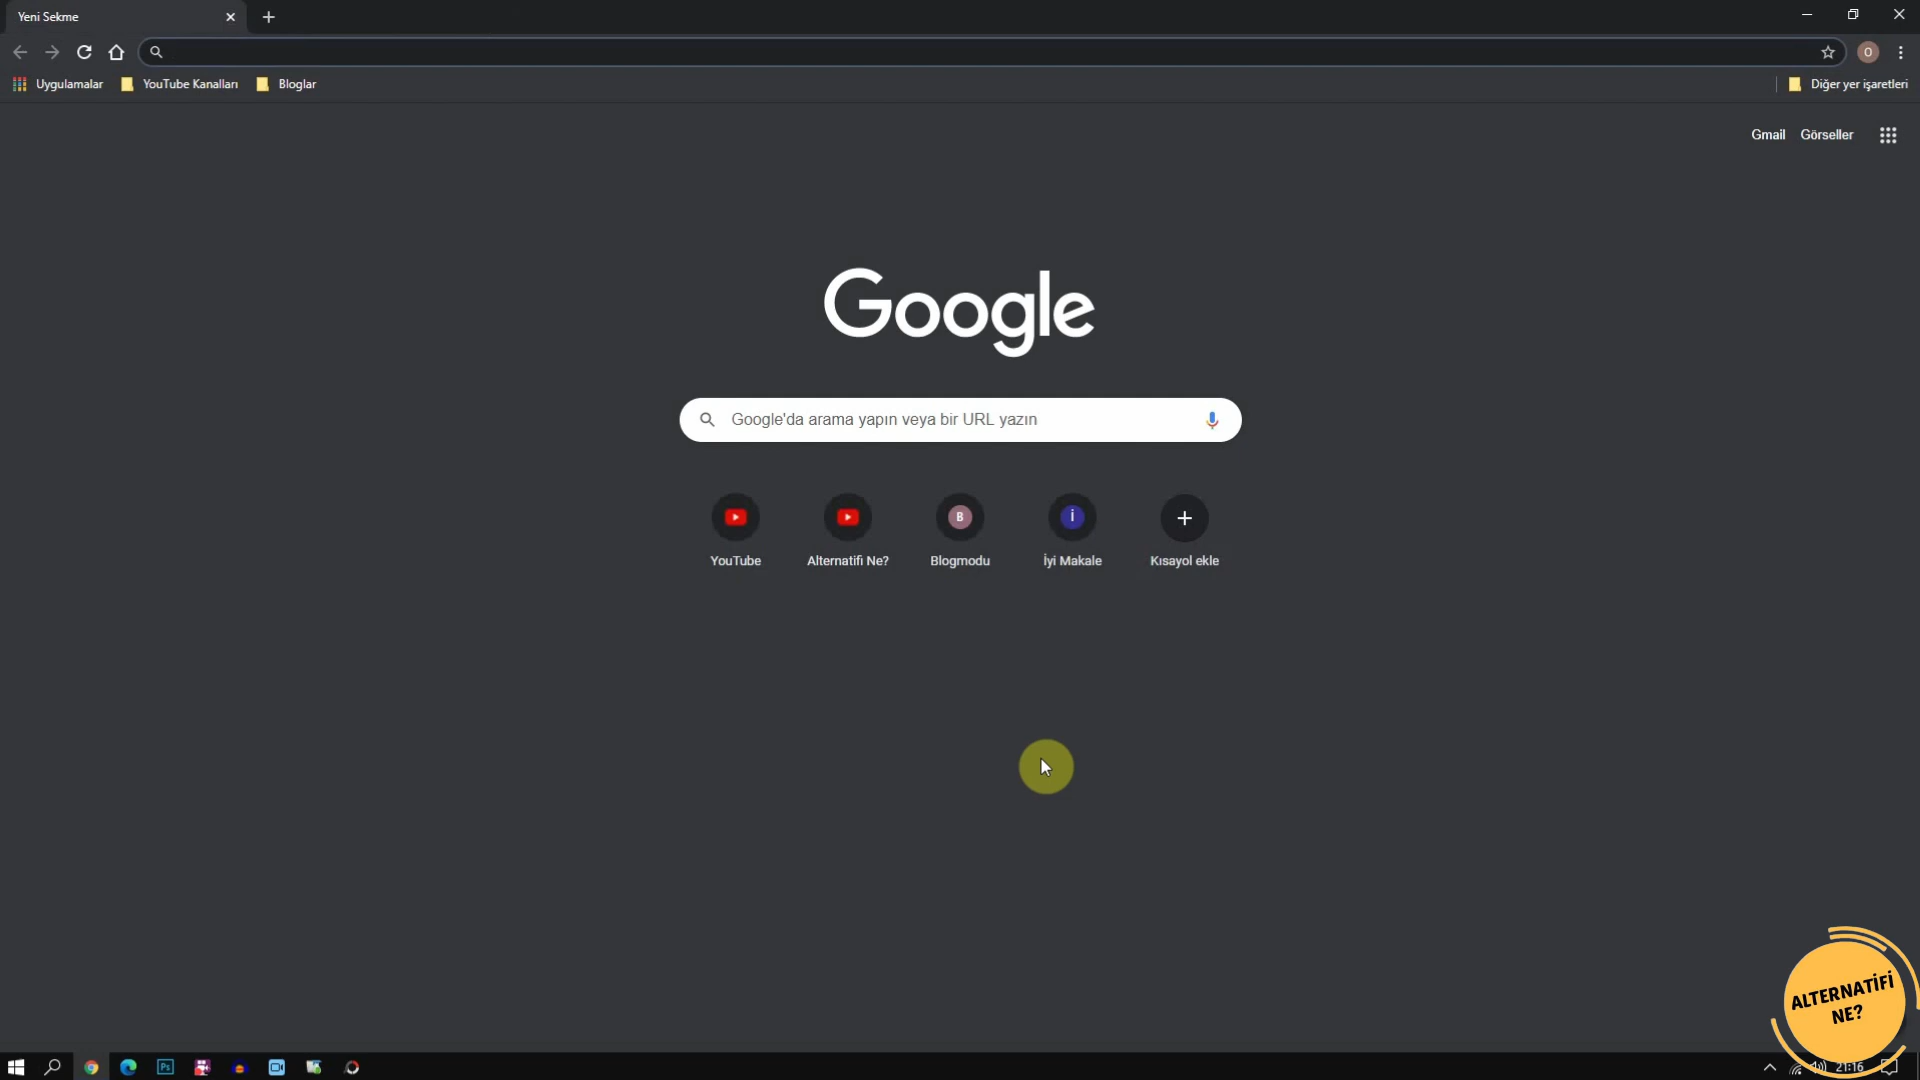 Yeni Sekme
O
Uygulamalar YouTube Kanalları Bloglar Diğer yer işaretleri
Gmail Görseller
Google
Google'da arama yapın veya bir URL yazın
B İ
YouTube Alternatifi Ne? Blogmodu İyi Makale Kısayol ekle
ALTERNATİFİ
NE?
Ps 21:16